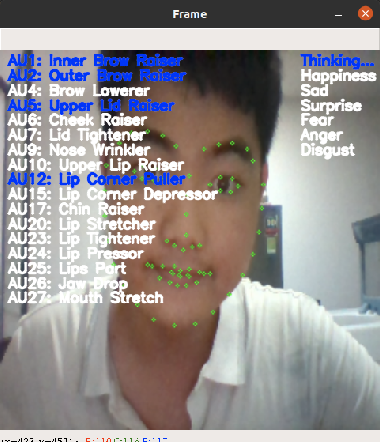 Frame
AU1: Inner Brow Raiser
AU2: Outer Brow Raiser
AU4: Brow Lowerer
AU5: Upper Lid Raiser
AU6: Cheek Raiser
AU7: Lid Tightener
AU9: Nose Wrinkler
AU10: Upper Lip Raiser
AU12: Lip Corner Puller
AU15: Lip Corner Depressor
AU17: Chin Raiser
AU20: Lip Stretcher
AU23: Lip Tightener
AU24: Lip Pressor
AU25: Lips Part
AU26: Jaw Drop
AU27: Mouth Stretch
Thinking...
Happiness
Sad
Surprise
Fear
Anger
Disgust